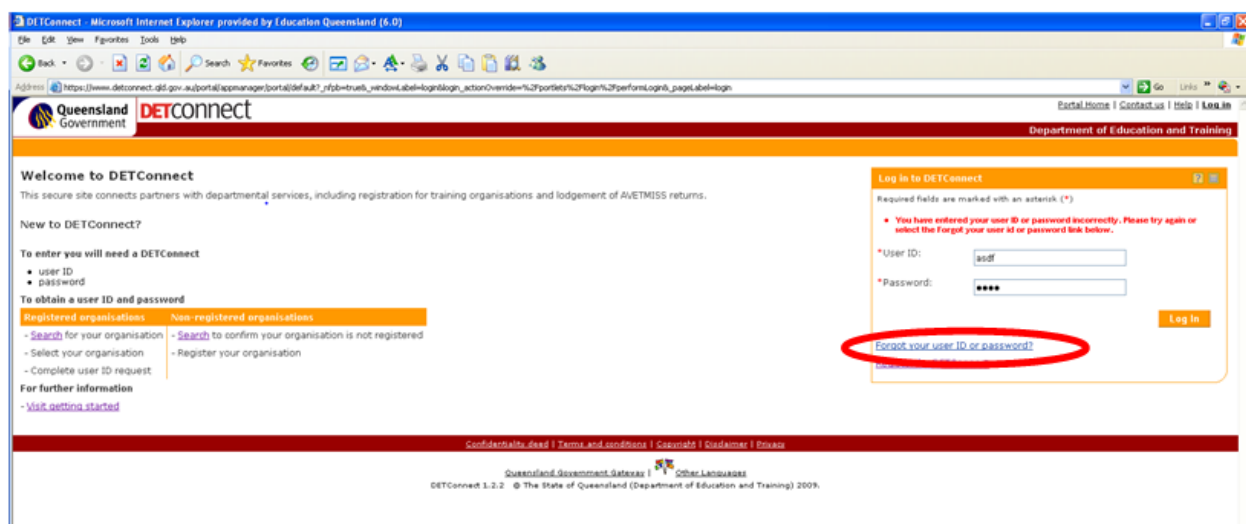 DETConnect - Microsoft Internet Explorer provided by Education Queensland (6.0)
File Edit View Favorites Tools Help
Back Search Favorites
Address https://www.detconnect.qld.gov.au/portal/appmanager/portal/default?_nfpb=true&_windowLabel=login&login_actionOverride=%2Fportlets%2Flogin%2FperformLogin&_pageLabel=login Go Links »
Queensland Government DETconnect
Portal Home | Contact us | Help | Log in
Department of Education and Training
Welcome to DETConnect
This secure site connects partners with departmental services, including registration for training organisations and lodgement of AVETMISS returns.
New to DETConnect?
To enter you will need a DETConnect
• user ID
• password
To obtain a user ID and password
Registered organisations Non-registered organisations
- Search for your organisation - Search to confirm your organisation is not registered
- Select your organisation - Register your organisation
- Complete user ID request
For further information
- Visit getting started
Log in to DETConnect ?
Required fields are marked with an asterisk (*)
• You have entered your user ID or password incorrectly. Please try again or
select the Forgot your user id or password link below.
*User ID: asdf
*Password: ••••
Log in
Forgot your user ID or password?
Confidentiality deed | Terms and conditions | Copyright | Disclaimer | Privacy
Queensland Government Gateway | Other Languages
DETConnect 1.2.2 © The State of Queensland (Department of Education and Training) 2009.